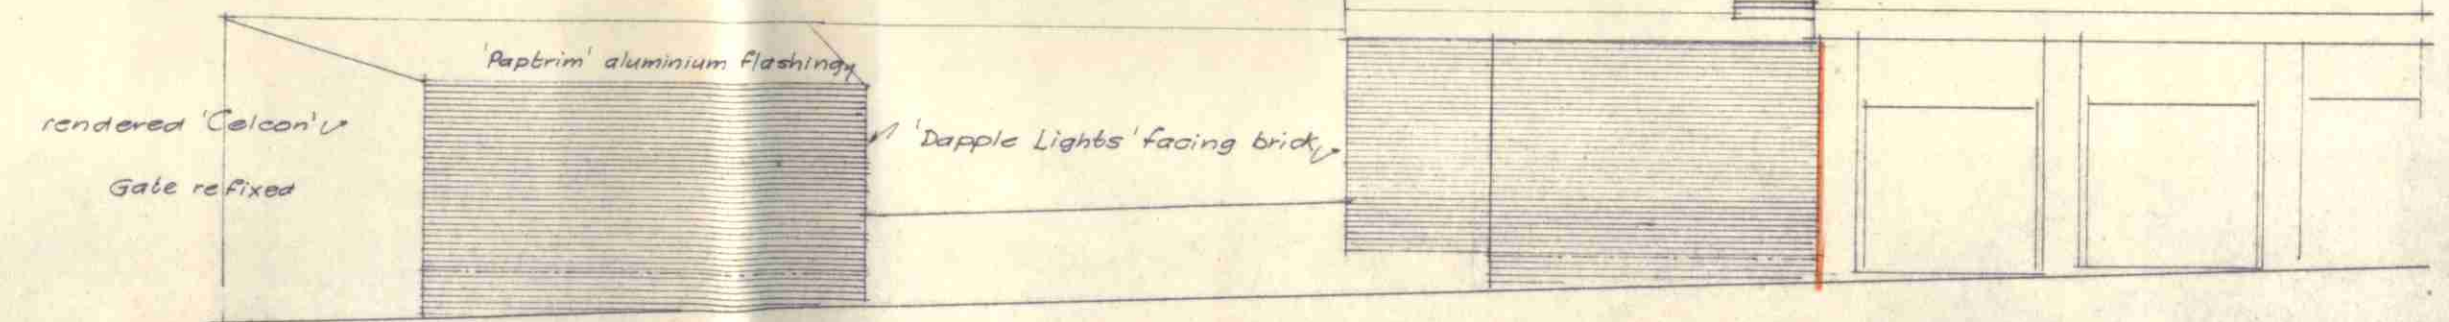 'Paptrim' aluminium flashing
rendered 'Celcon'
'Dapple Lights' facing brick
Gate refixed